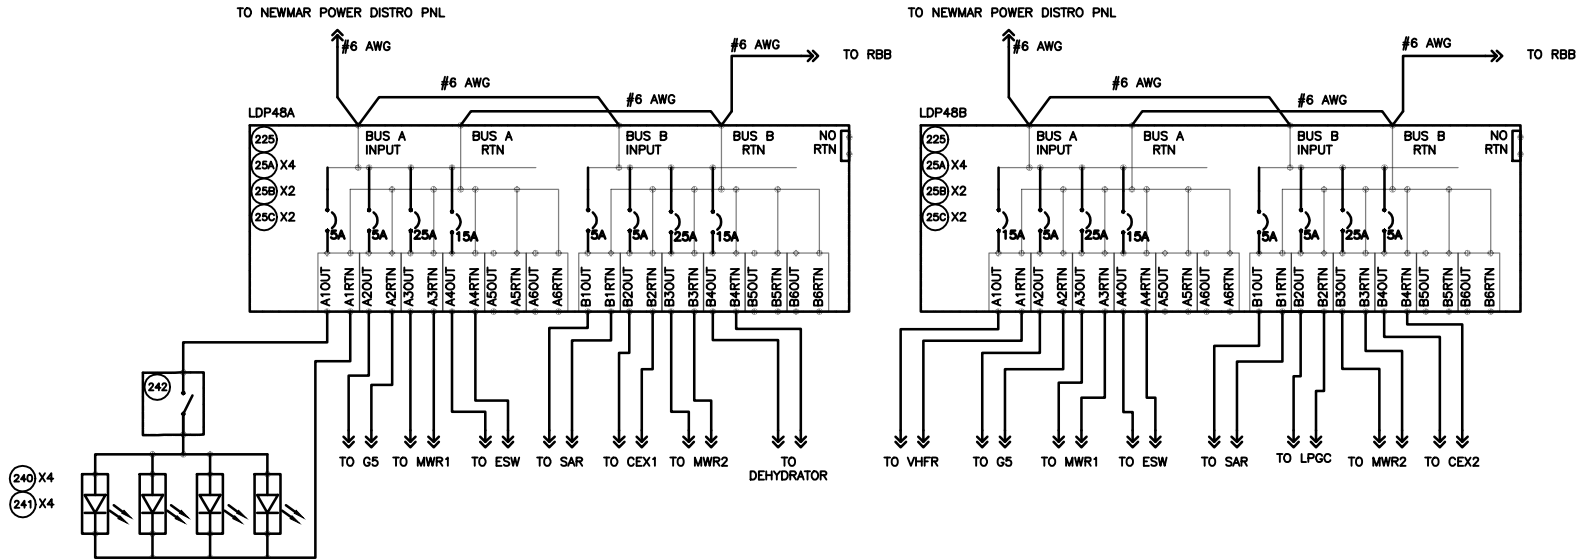 TO NEWMAR POWER DISTRO PNL
#6 AWG
#6 AWG
#6 AWG
#6 AWG
TO RBB
LDP48A
225
25A X4
25B X2
25C X2
BUS A
INPUT
BUS A
RTN
BUS B
INPUT
BUS B
RTN
NO
RTN
5A
5A
25A
15A
5A
5A
25A
15A
A1OUT
A1RTN
A2OUT
A2RTN
A3OUT
A3RTN
A4OUT
A4RTN
A5OUT
A5RTN
A6OUT
A6RTN
B1OUT
B1RTN
B2OUT
B2RTN
B3OUT
B3RTN
B4OUT
B4RTN
B5OUT
B5RTN
B6OUT
B6RTN
242
240 X4
241 X4
TO G5
TO MWR1
TO ESW
TO SAR
TO CEX1
TO MWR2
TO
DEHYDRATOR
TO NEWMAR POWER DISTRO PNL
#6 AWG
#6 AWG
#6 AWG
#6 AWG
TO RBB
LDP48B
225
25A X4
25B X2
25C X2
BUS A
INPUT
BUS A
RTN
BUS B
INPUT
BUS B
RTN
NO
RTN
15A
5A
25A
15A
5A
5A
25A
5A
A1OUT
A1RTN
A2OUT
A2RTN
A3OUT
A3RTN
A4OUT
A4RTN
A5OUT
A5RTN
A6OUT
A6RTN
B1OUT
B1RTN
B2OUT
B2RTN
B3OUT
B3RTN
B4OUT
B4RTN
B5OUT
B5RTN
B6OUT
B6RTN
TO VHFR
TO G5
TO MWR1
TO ESW
TO SAR
TO LPGC
TO MWR2
TO CEX2